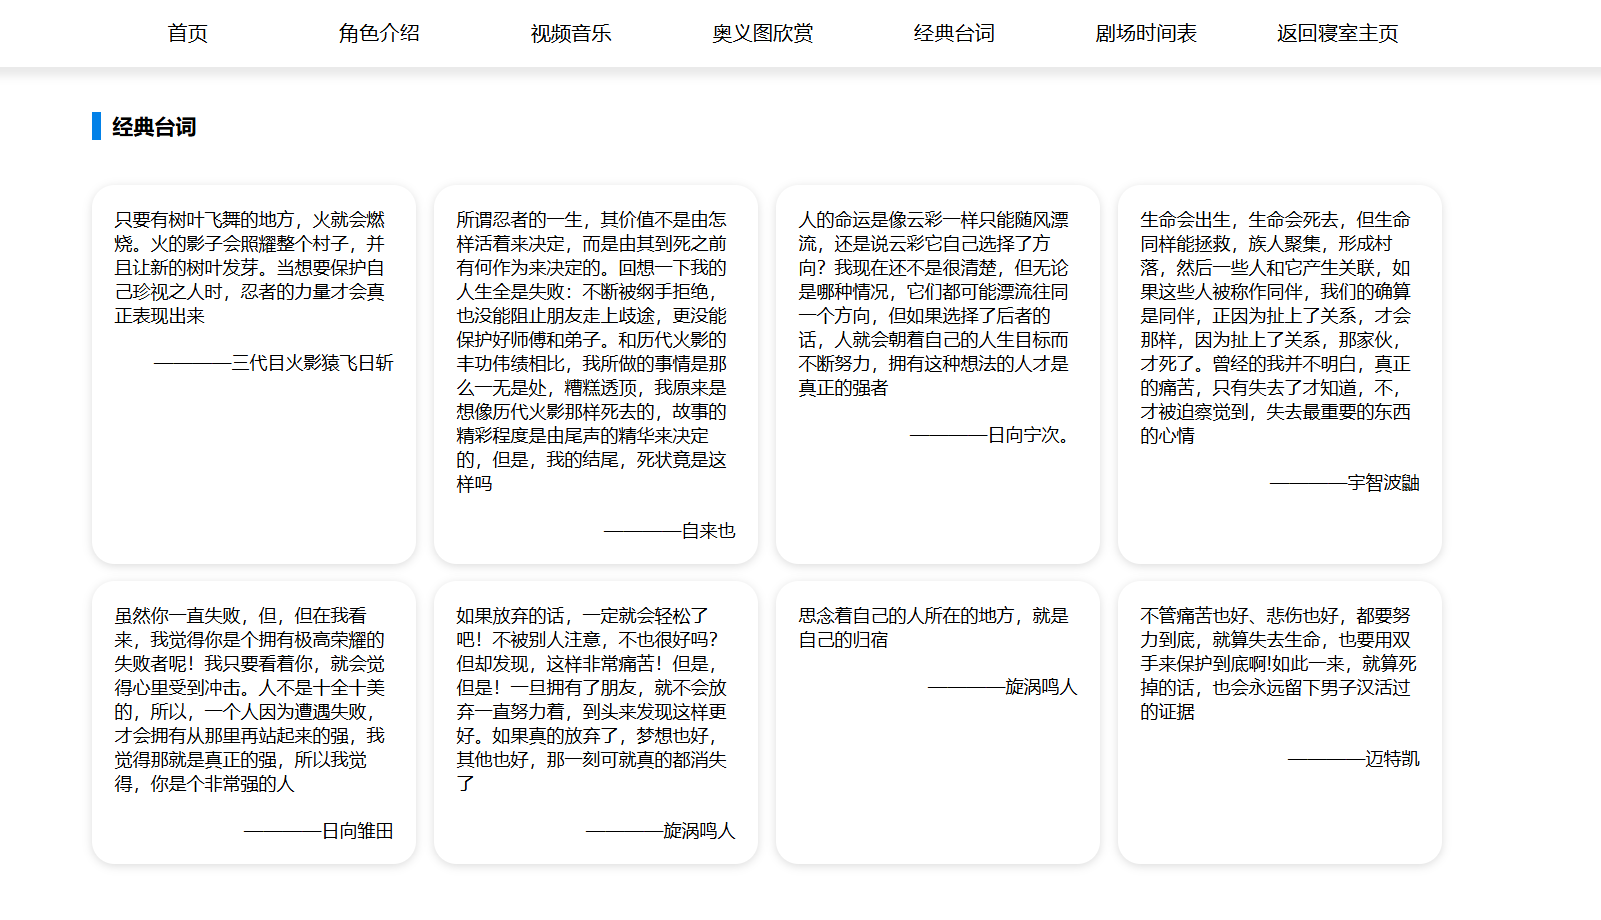 首页 角色介绍 视频音乐 奥义图欣赏 经典台词 剧场时间表 返回寝室主页
经典台词
只要有树叶飞舞的地方，火就会燃
烧。火的影子会照耀整个村子，并
且让新的树叶发芽。当想要保护自
己珍视之人时，忍者的力量才会真
正表现出来
————三代目火影猿飞日斩
所谓忍者的一生，其价值不是由怎
样活着来决定，而是由其到死之前
有何作为来决定的。回想一下我的
人生全是失败：不断被纲手拒绝，
也没能阻止朋友走上歧途，更没能
保护好师傅和弟子。和历代火影的
丰功伟绩相比，我所做的事情是那
么一无是处，糟糕透顶，我原来是
想像历代火影那样死去的，故事的
精彩程度是由尾声的精华来决定
的，但是，我的结尾，死状竟是这
样吗
————自来也
人的命运是像云彩一样只能随风漂
流，还是说云彩它自己选择了方
向？我现在还不是很清楚，但无论
是哪种情况，它们都可能漂流往同
一个方向，但如果选择了后者的
话，人就会朝着自己的人生目标而
不断努力，拥有这种想法的人才是
真正的强者
————日向宁次。
生命会出生，生命会死去，但生命
同样能拯救，族人聚集，形成村
落，然后一些人和它产生关联，如
果这些人被称作同伴，我们的确算
是同伴，正因为扯上了关系，才会
那样，因为扯上了关系，那家伙，
才死了。曾经的我并不明白，真正
的痛苦，只有失去了才知道，不，
才被迫察觉到，失去最重要的东西
的心情
————宇智波鼬
虽然你一直失败，但，但在我看
来，我觉得你是个拥有极高荣耀的
失败者呢！我只要看着你，就会觉
得心里受到冲击。人不是十全十美
的，所以，一个人因为遭遇失败，
才会拥有从那里再站起来的强，我
觉得那就是真正的强，所以我觉
得，你是个非常强的人
————日向雏田
如果放弃的话，一定就会轻松了
吧！不被别人注意，不也很好吗？
但却发现，这样非常痛苦！但是，
但是！一旦拥有了朋友，就不会放
弃一直努力着，到头来发现这样更
好。如果真的放弃了，梦想也好，
其他也好，那一刻可就真的都消失
了
————旋涡鸣人
思念着自己的人所在的地方，就是
自己的归宿
————旋涡鸣人
不管痛苦也好、悲伤也好，都要努
力到底，就算失去生命，也要用双
手来保护到底啊!如此一来，就算死
掉的话，也会永远留下男子汉活过
的证据
————迈特凯